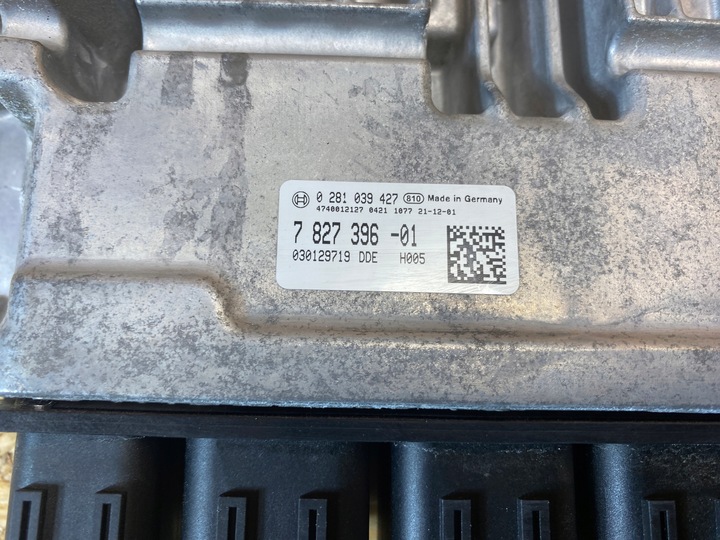 0 281 039 427 810 Made in Germany
4740012127 0421 1077 21-12-01
7 827 396 -01
030129719 DDE H005